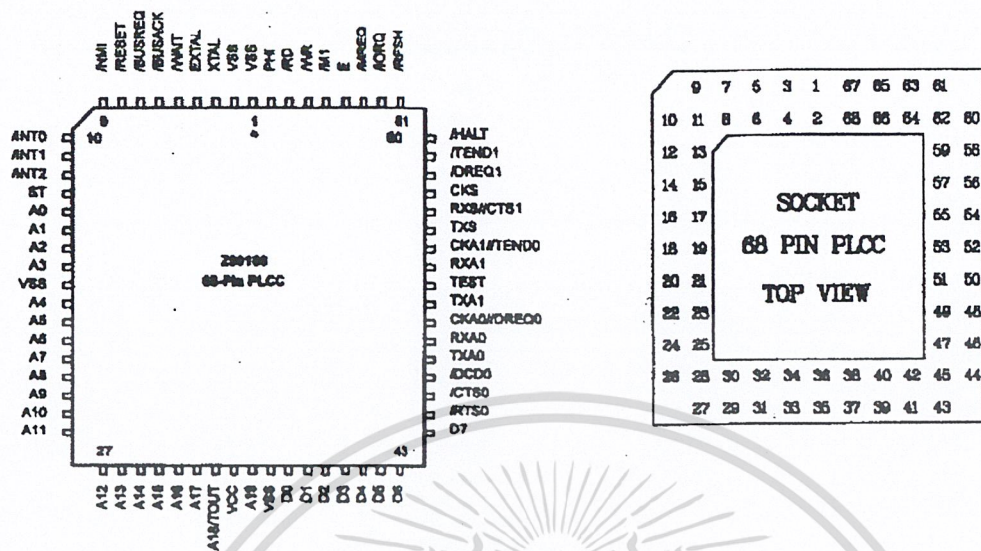 /NMI
/RESET
/BUSREQ
/BUSACK
/WAIT
EXTAL
XTAL
VSS
VSS
PHI
/RD
/WR
/M1
E
/MREQ
/IORQ
/RFSH
9 1 61
10 60
/INT0
/INT1
/INT2
ST
A0
A1
A2
A3
VSS
A4
A5
A6
A7
A8
A9
A10
A11
68-Pin PLCC
/HALT
/TEND1
/DREQ1
CKS
RXS//CTS1
TXS
CKA1//TEND0
RXA1
TEST
TXA1
CKA0//DREQ0
RXA0
TXA0
/DCD0
/CTS0
/RTS0
D7
27 43
A12
A13
A14
A15
A16
A17
A18/TOUT
VCC
A19
VSS
D0
D1
D2
D3
D4
D5
D6
9 7 5 3 1 67 65 63 61
10 11 8 6 4 2 68 66 64 62 60
12 13 59 58
14 15 57 56
16 17 55 54
18 19 53 52
20 21 51 50
22 23 49 48
24 25 47 46
26 28 30 32 34 36 38 40 42 45 44
27 29 31 33 35 37 39 41 43
SOCKET
68 PIN PLCC
TOP VIEW